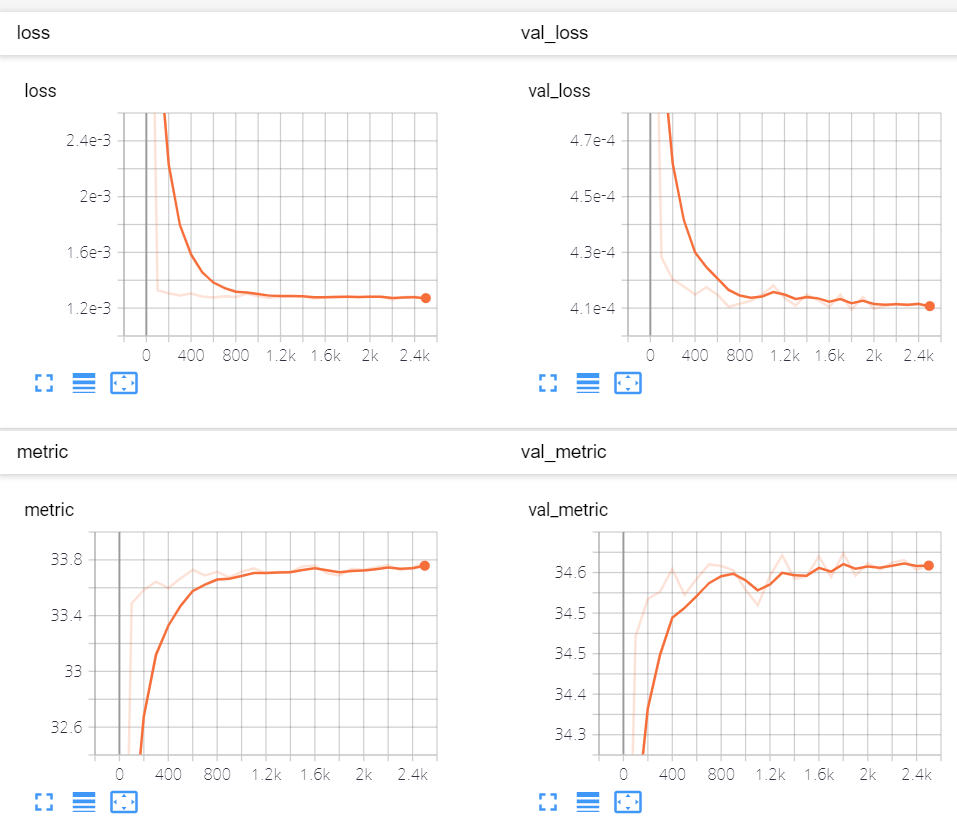 loss
val_loss
loss
val_loss
2.4e-3
2e-3
1.6e-3
1.2e-3
0 400 800 1.2k 1.6k 2k 2.4k
4.7e-4
4.5e-4
4.3e-4
4.1e-4
0 400 800 1.2k 1.6k 2k 2.4k
metric
val_metric
metric
val_metric
33.8
33.4
33
32.6
0 400 800 1.2k 1.6k 2k 2.4k
34.6
34.5
34.5
34.4
34.3
0 400 800 1.2k 1.6k 2k 2.4k